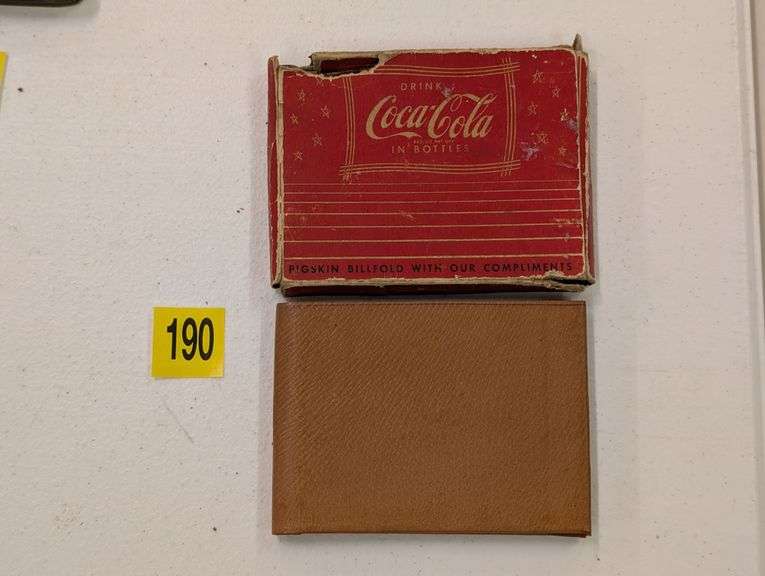 DRINK
Coca-Cola
IN BOTTLES
PIGSKIN BILLFOLD WITH OUR COMPLIMENTS
190